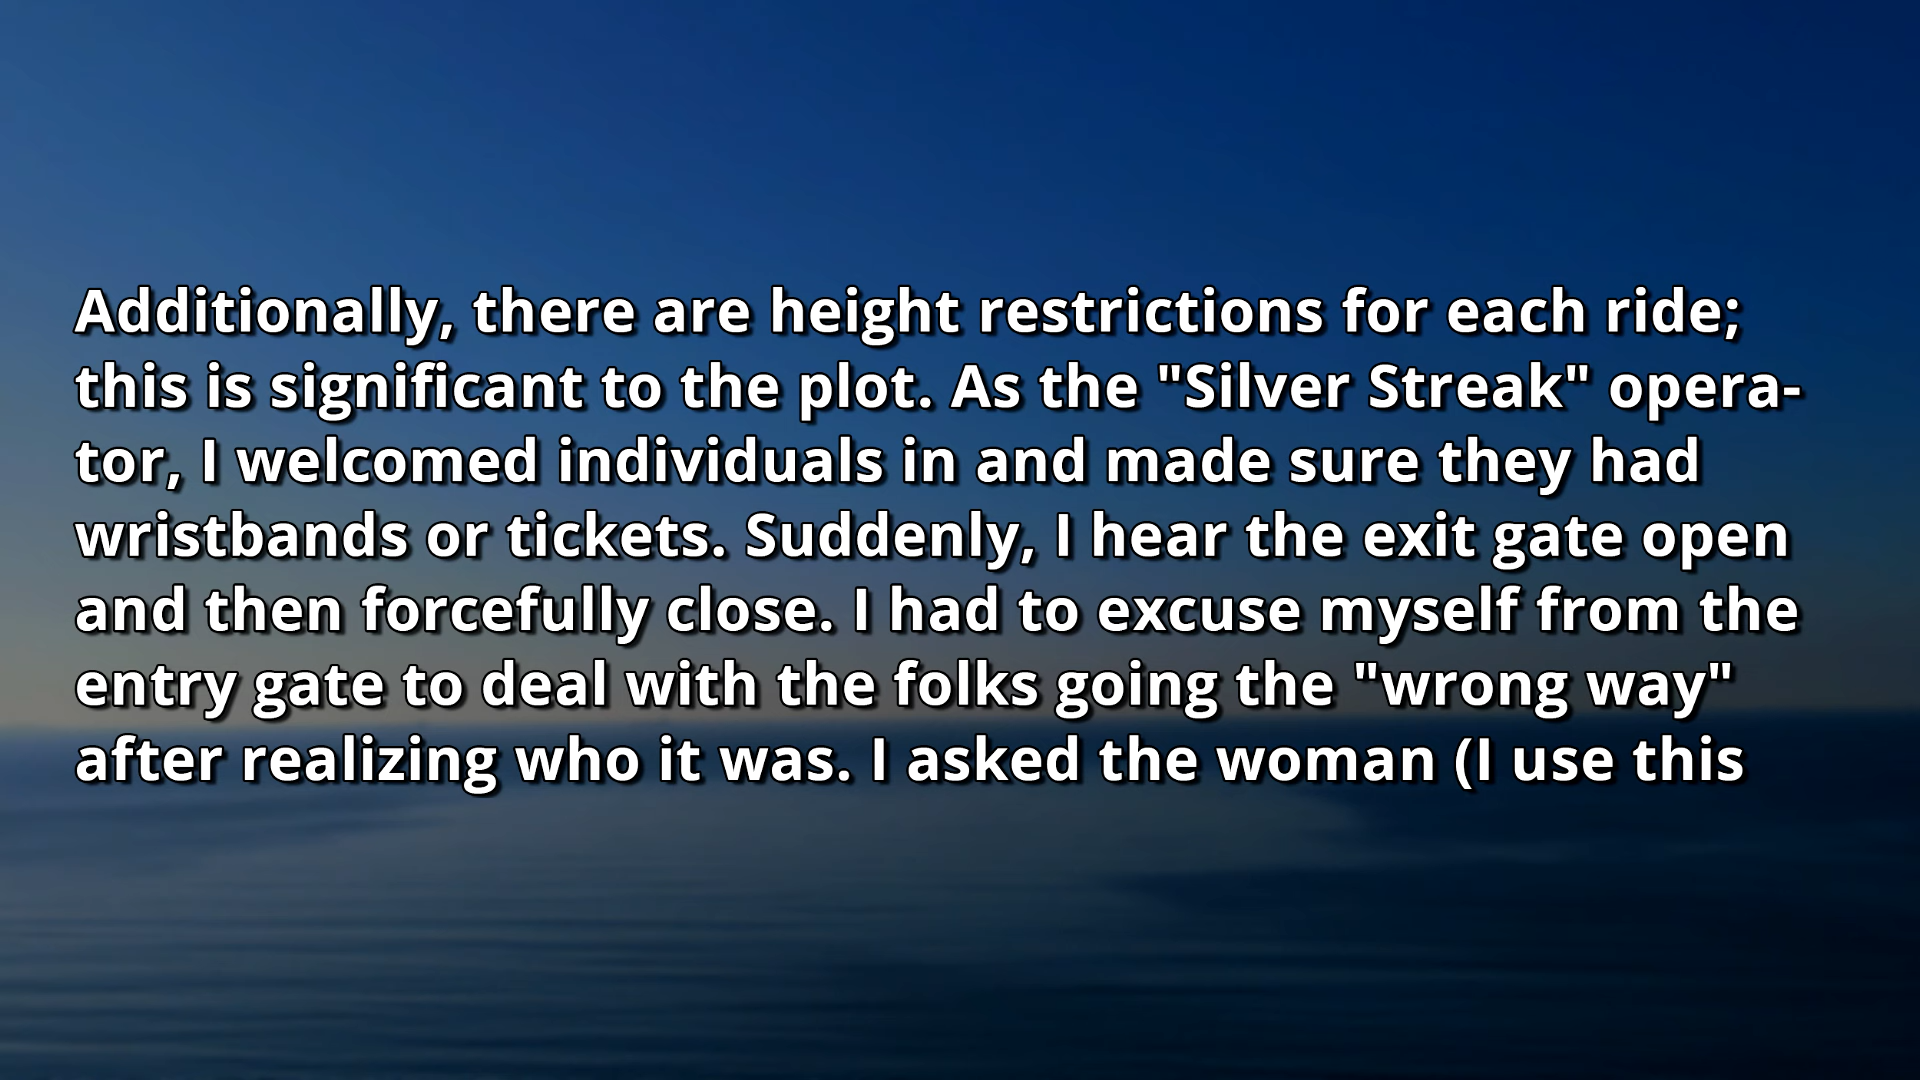 Additionally, there are height restrictions for each ride;
this is significant to the plot. As the "Silver Streak" opera-
tor, I welcomed individuals in and made sure they had
wristbands or tickets. Suddenly, I hear the exit gate open
and then forcefully close. I had to excuse myself from the
entry gate to deal with the folks going the "wrong way"
after realizing who it was. I asked the woman (I use this